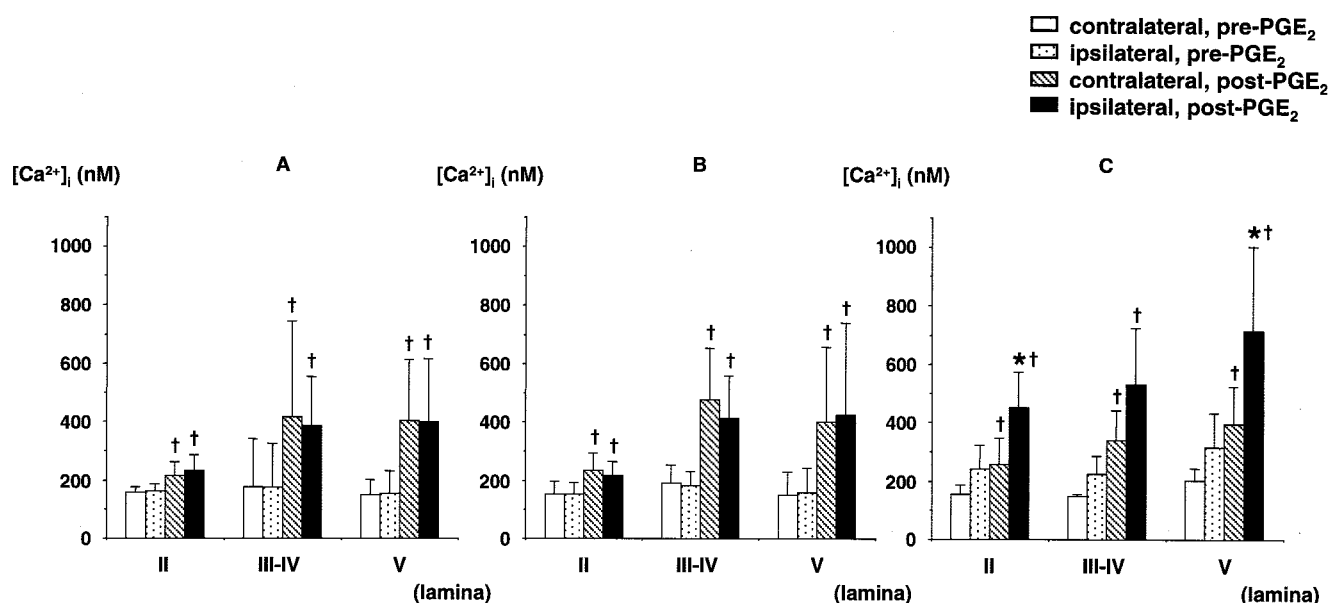 contralateral, pre-PGE₂
ipsilateral, pre-PGE₂
contralateral, post-PGE₂
ipsilateral, post-PGE₂
A
[Ca²⁺]ᵢ (nM)
1000
800
600
400
200
0
† †
† †
† †
II III-IV V
(lamina)
B
[Ca²⁺]ᵢ (nM)
1000
800
600
400
200
0
† †
† †
† †
II III-IV V
(lamina)
C
[Ca²⁺]ᵢ (nM)
1000
800
600
400
200
0
† *†
† †
† *†
II III-IV V
(lamina)